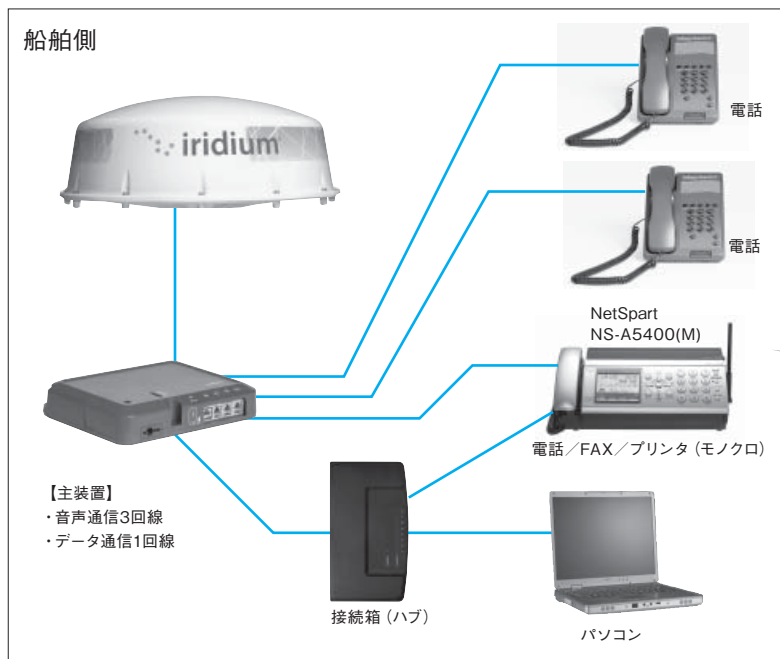 船舶側
iridium
電話
電話
NetSpart
NS-A5400(M)
電話／FAX／プリンタ（モノクロ）
【主装置】
・音声通信3回線
・データ通信1回線
接続箱（ハブ）
パソコン